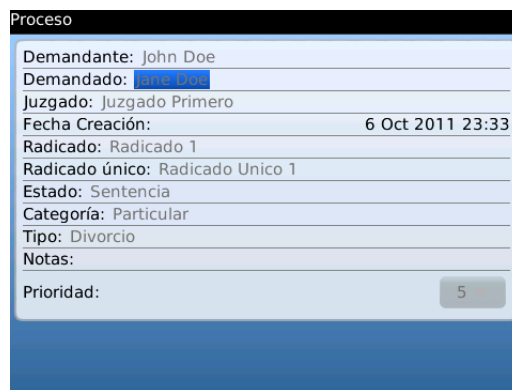 Proceso
Demandante: John Doe
Demandado: Jane Doe
Juzgado: Juzgado Primero
Fecha Creación: 6 Oct 2011 23:33
Radicado: Radicado 1
Radicado único: Radicado Unico 1
Estado: Sentencia
Categoría: Particular
Tipo: Divorcio
Notas:
Prioridad: 5